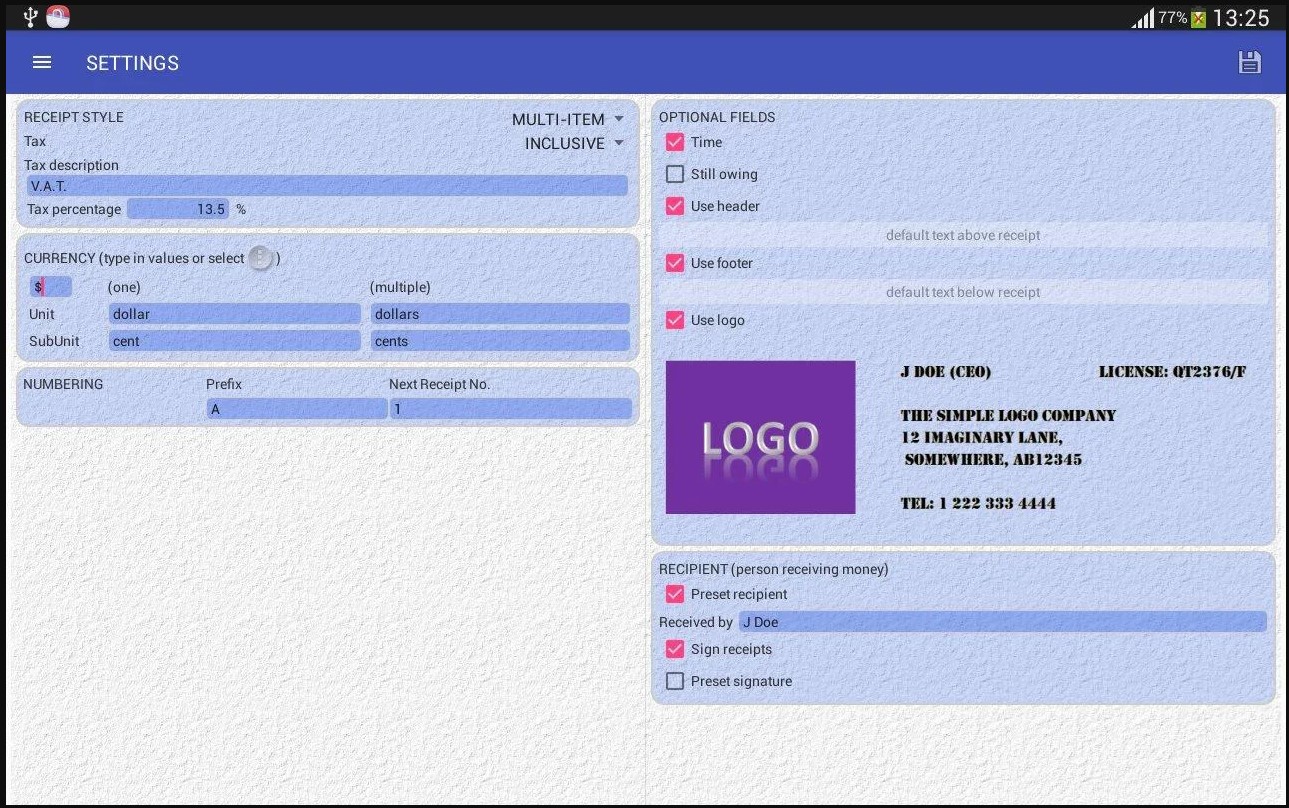 77% 13:25
SETTINGS
RECEIPT STYLE MULTI-ITEM
Tax INCLUSIVE
Tax description
V.A.T.
Tax percentage 13.5 %
CURRENCY (type in values or select )
$ (one) (multiple)
Unit dollar dollars
SubUnit cent cents
NUMBERING Prefix Next Receipt No.
A 1
OPTIONAL FIELDS
Time
Still owing
Use header
default text above receipt
Use footer
default text below receipt
Use logo
LOGO
J DOE (CEO) LICENSE: QT2376/F
THE SIMPLE LOGO COMPANY
12 IMAGINARY LANE,
SOMEWHERE, AB12345
TEL: 1 222 333 4444
RECIPIENT (person receiving money)
Preset recipient
Received by J Doe
Sign receipts
Preset signature